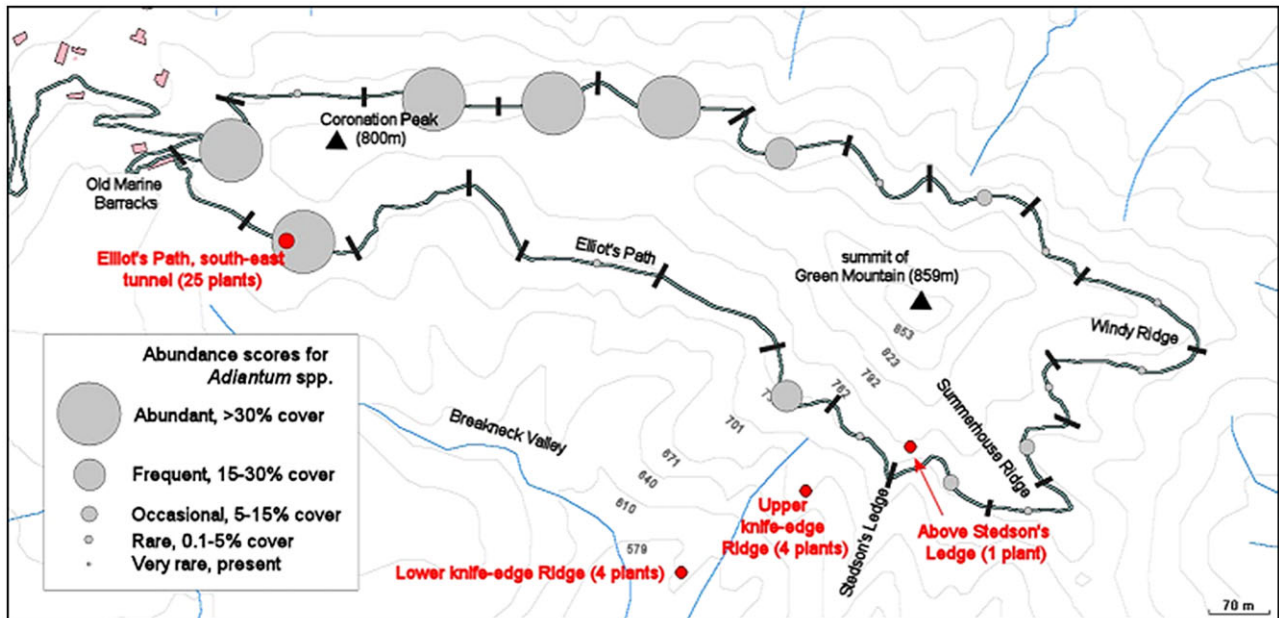 Coronation Peak
(800m)
Old Marine
Barracks
Elliot's Path, south-east
tunnel (25 plants)
Elliot's Path
summit of
Green Mountain (859m)
Windy Ridge
853
823
792
762
701
671
640
610
579
Breakneck Valley
Summerhouse Ridge
Stedson's Ledge
Upper
knife-edge
Ridge (4 plants)
Above Stedson's
Ledge (1 plant)
Lower knife-edge Ridge (4 plants)
Abundance scores for
Adiantum spp.
Abundant, >30% cover
Frequent, 15-30% cover
Occasional, 5-15% cover
Rare, 0.1-5% cover
Very rare, present
70 m